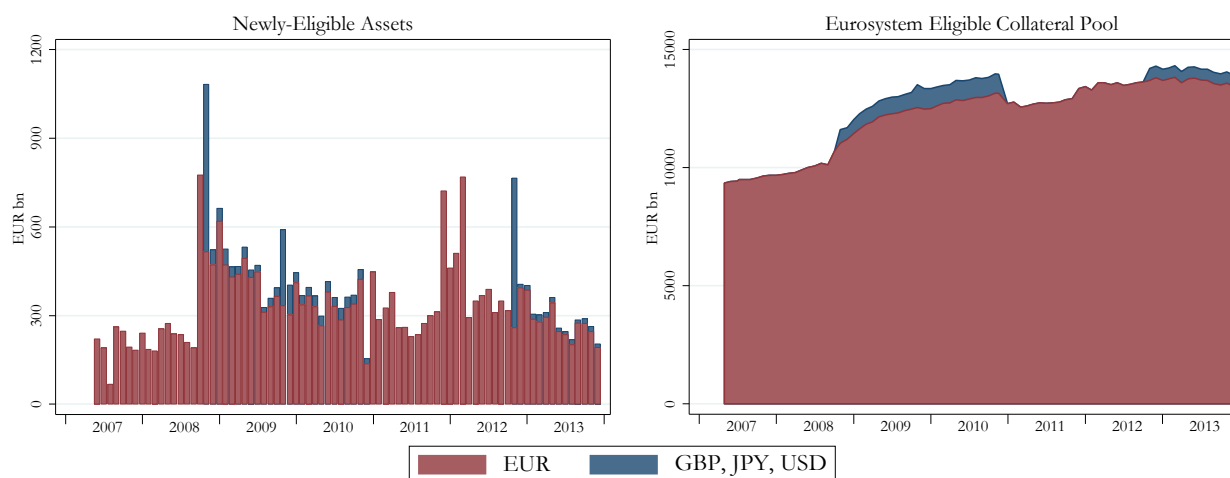 Newly-Eligible Assets
EUR bn
1200
900
600
300
0
2007 2008 2009 2010 2011 2012 2013
Eurosystem Eligible Collateral Pool
EUR bn
15000
10000
5000
0
2007 2008 2009 2010 2011 2012 2013
EUR GBP, JPY, USD